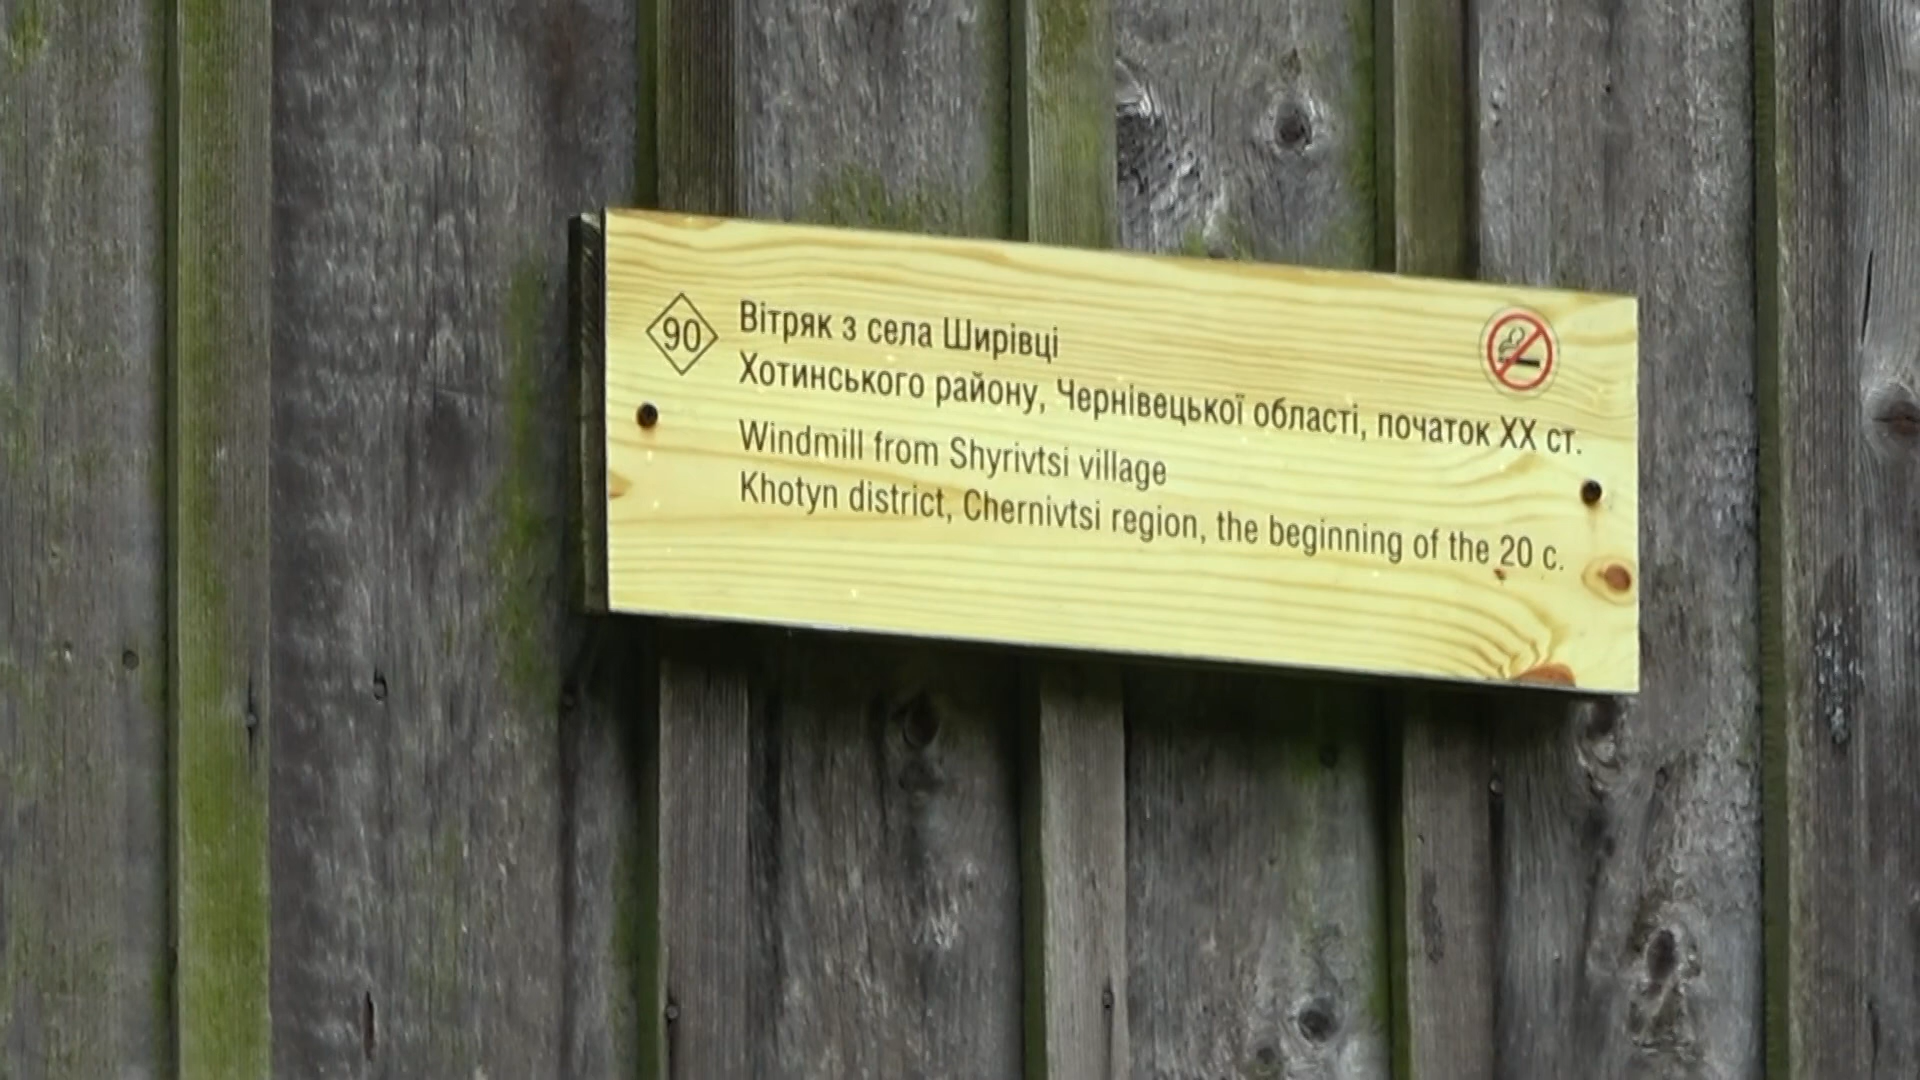 90
Вітряк з села Ширівці
Хотинського району, Чернівецької області, початок ХХ ст.
Windmill from Shyrivtsi village
Khotyn district, Chernivtsi region, the beginning of the 20 c.